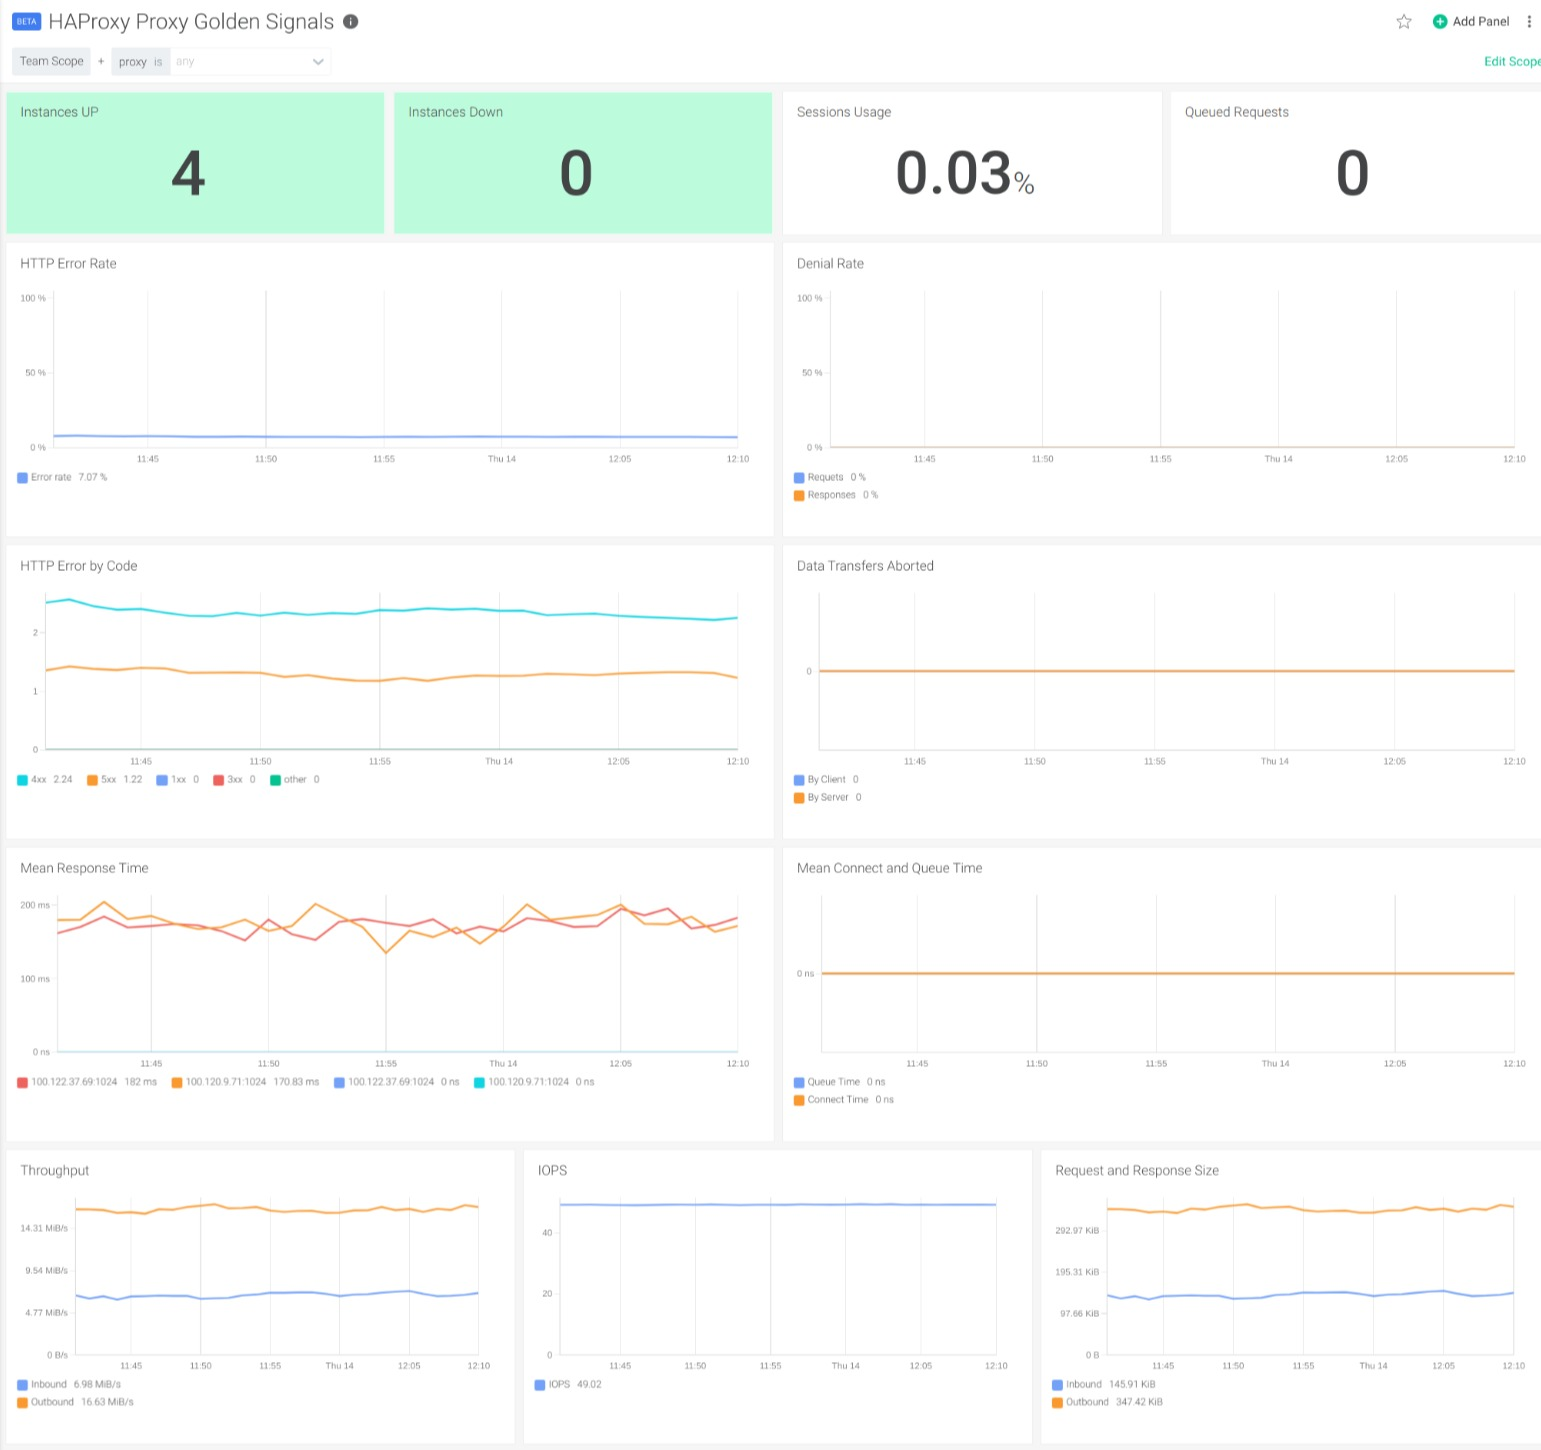 BETA HAProxy Proxy Golden Signals i Add Panel
Team Scope + proxy is any Edit Scope
Instances UP
4
Instances Down
0
Sessions Usage
0.03%
Queued Requests
0
HTTP Error Rate
100 %
50 %
0 %
11:45 11:50 11:55 Thu 14 12:05 12:10
Error rate 7.07 %
Denial Rate
100 %
50 %
0 %
11:45 11:50 11:55 Thu 14 12:05 12:10
Requets 0 %
Responses 0 %
HTTP Error by Code
2
1
0
11:45 11:50 11:55 Thu 14 12:05 12:10
4xx 2.24 5xx 1.22 1xx 0 3xx 0 other 0
Data Transfers Aborted
0
11:45 11:50 11:55 Thu 14 12:05 12:10
By Client 0
By Server 0
Mean Response Time
200 ms
100 ms
0 ns
11:45 11:50 11:55 Thu 14 12:05 12:10
100.122.37.69:1024 182 ms 100.120.9.71:1024 170.83 ms 100.122.37.69:1024 0 ns 100.120.9.71:1024 0 ns
Mean Connect and Queue Time
0 ns
11:45 11:50 11:55 Thu 14 12:05 12:10
Queue Time 0 ns
Connect Time 0 ns
Throughput
14.31 MiB/s
9.54 MiB/s
4.77 MiB/s
0 B/s
11:45 11:50 11:55 Thu 14 12:05 12:10
Inbound 6.98 MiB/s
Outbound 16.63 MiB/s
IOPS
40
20
0
11:45 11:50 11:55 Thu 14 12:05 12:10
IOPS 49.02
Request and Response Size
292.97 KiB
195.31 KiB
97.66 KiB
0 B
11:45 11:50 11:55 Thu 14 12:05 12:10
Inbound 145.91 KiB
Outbound 347.42 KiB